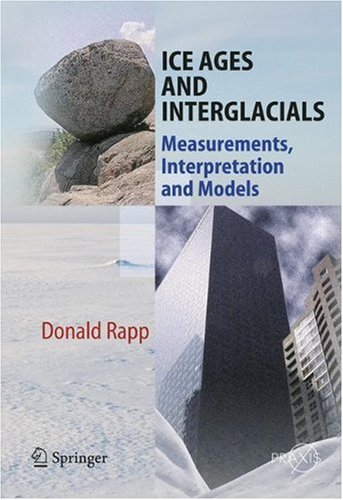 ICE AGES
AND
INTERGLACIALS
Measurements,
Interpretation
and Models
Donald Rapp
Springer
PRAXIS